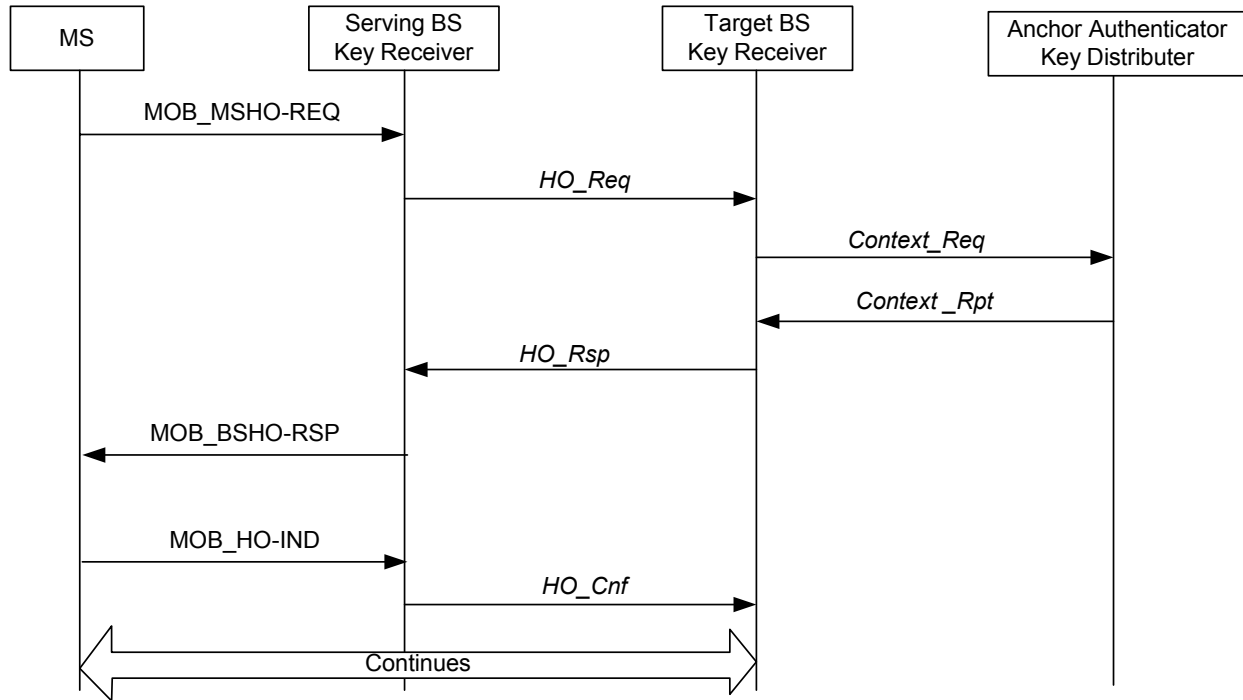 MS
Serving BS
Key Receiver
Target BS
Key Receiver
Anchor Authenticator
Key Distributer
MOB_MSHO-REQ
HO_Req
Context_Req
Context _Rpt
HO_Rsp
MOB_BSHO-RSP
MOB_HO-IND
HO_Cnf
Continues